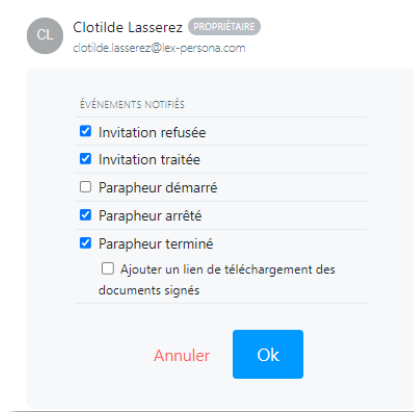 CL
Clotilde Lasserez PROPRIÉTAIRE
clotilde.lasserez@lex-persona.com
ÉVÉNEMENTS NOTIFIÉS
Invitation refusée
Invitation traitée
Parapheur démarré
Parapheur arrêté
Parapheur terminé
Ajouter un lien de téléchargement des
documents signés
Annuler Ok